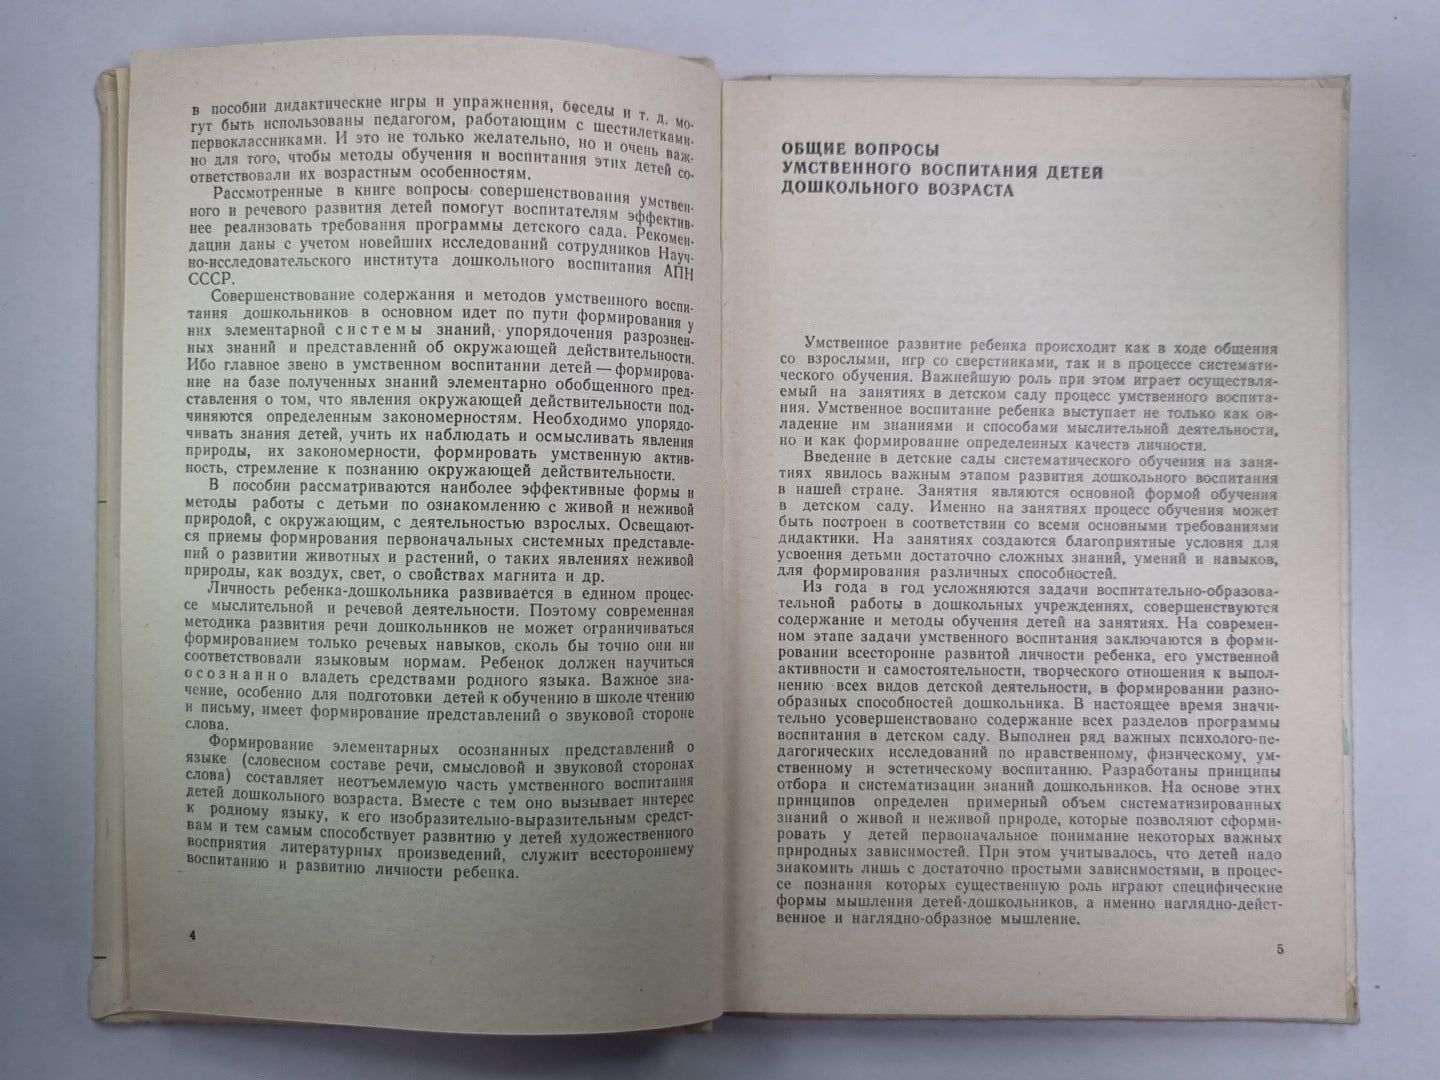 в пособии дидактические игры и упражнения, беседы и т. д. мо-
гут быть использованы педагогом, работающим с шестилетками-
первоклассниками. И это не только желательно, но и очень важ-
но для того, чтобы методы обучения и воспитания этих детей со-
ответствовали их возрастным особенностям.
Рассмотренные в книге вопросы совершенствования умствен-
ного и речевого развития детей помогут воспитателям эффектив-
нее реализовать требования программы детского сада. Рекомен-
дации даны с учетом новейших исследований сотрудников Науч-
но-исследовательского института дошкольного воспитания АПН
СССР.
Совершенствование содержания и методов умственного воспи-
тания дошкольников в основном идет по пути формирования у
них элементарной системы знаний, упорядочения разрознен-
ных знаний и представлений об окружающей действительности.
Ибо главное звено в умственном воспитании детей — формирова-
ние на базе полученных знаний элементарно обобщенного пред-
ставления о том, что явления окружающей действительности под-
чиняются определенным закономерностям. Необходимо упорядо-
чивать знания детей, учить их наблюдать и осмысливать явления
природы, их закономерности, формировать умственную актив-
ность, стремление к познанию окружающей действительности.
В пособии рассматриваются наиболее эффективные формы и
методы работы с детьми по ознакомлению с живой и неживой
природой, с окружающим, с деятельностью взрослых. Освещают-
ся приемы формирования первоначальных системных представле-
ний о развитии животных и растений, о таких явлениях неживой
природы, как воздух, свет, о свойствах магнита и др.
Личность ребенка-дошкольника развивается в едином процес-
се мыслительной и речевой деятельности. Поэтому современная
методика развития речи дошкольников не может ограничиваться
формированием только речевых навыков, сколь бы точно они ни
соответствовали языковым нормам. Ребенок должен научиться
осознанно владеть средствами родного языка. Важное зна-
чение, особенно для подготовки детей к обучению в школе чтению
и письму, имеет формирование представлений о звуковой стороне
слова.
Формирование элементарных осознанных представлений о
языке (словесном составе речи, смысловой и звуковой сторонах
слова) составляет неотъемлемую часть умственного воспитания
детей дошкольного возраста. Вместе с тем оно вызывает интерес
к родному языку, к его изобразительно-выразительным средст-
вам и тем самым способствует развитию у детей художественного
восприятия литературных произведений, служит всестороннему
воспитанию и развитию личности ребенка.
4
ОБЩИЕ ВОПРОСЫ
УМСТВЕННОГО ВОСПИТАНИЯ ДЕТЕЙ
ДОШКОЛЬНОГО ВОЗРАСТА
Умственное развитие ребенка происходит как в ходе общения
со взрослыми, игр со сверстниками, так и в процессе системати-
ческого обучения. Важнейшую роль при этом играет осуществля-
емый на занятиях в детском саду процесс умственного воспита-
ния. Умственное воспитание ребенка выступает не только как ов-
ладение им знаниями и способами мыслительной деятельности,
но и как формирование определенных качеств личности.
Введение в детские сады систематического обучения на заня-
тиях явилось важным этапом развития дошкольного воспитания
в нашей стране. Занятия являются основной формой обучения
в детском саду. Именно на занятиях процесс обучения может
быть построен в соответствии со всеми основными требованиями
дидактики. На занятиях создаются благоприятные условия для
усвоения детьми достаточно сложных знаний, умений и навыков,
для формирования различных способностей.
Из года в год усложняются задачи воспитательно-образова-
тельной работы в дошкольных учреждениях, совершенствуются
содержание и методы обучения детей на занятиях. На современ-
ном этапе задачи умственного воспитания заключаются в форми-
ровании всесторонне развитой личности ребенка, его умственной
активности и самостоятельности, творческого отношения к выпол-
нению всех видов детской деятельности, в формировании разно-
образных способностей дошкольника. В настоящее время значи-
тельно усовершенствовано содержание всех разделов программы
воспитания в детском саду. Выполнен ряд важных психолого-пе-
дагогических исследований по нравственному, физическому, ум-
ственному и эстетическому воспитанию. Разработаны принципы
отбора и систематизации знаний дошкольников. На основе этих
принципов определен примерный объем систематизированных
знаний о живой и неживой природе, которые позволяют сформи-
ровать у детей первоначальное понимание некоторых важных
природных зависимостей. При этом учитывалось, что детей надо
знакомить лишь с достаточно простыми зависимостями, в процес-
се познания которых существенную роль играют специфические
формы мышления детей-дошкольников, а именно наглядно-дейст-
венное и наглядно-образное мышление.
5